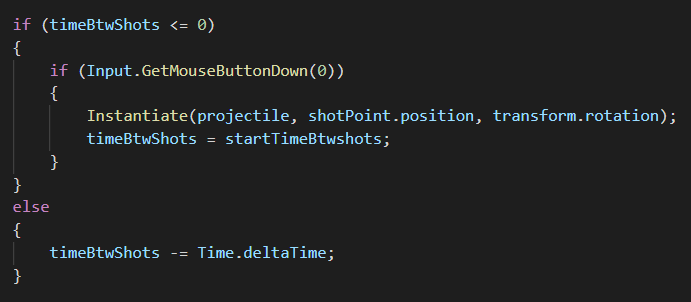 if (timeBtwShots <= 0)
{
if (Input.GetMouseButtonDown(0))
{
Instantiate(projectile, shotPoint.position, transform.rotation);
timeBtwShots = startTimeBtwshots;
}
}
else
{
timeBtwShots -= Time.deltaTime;
}